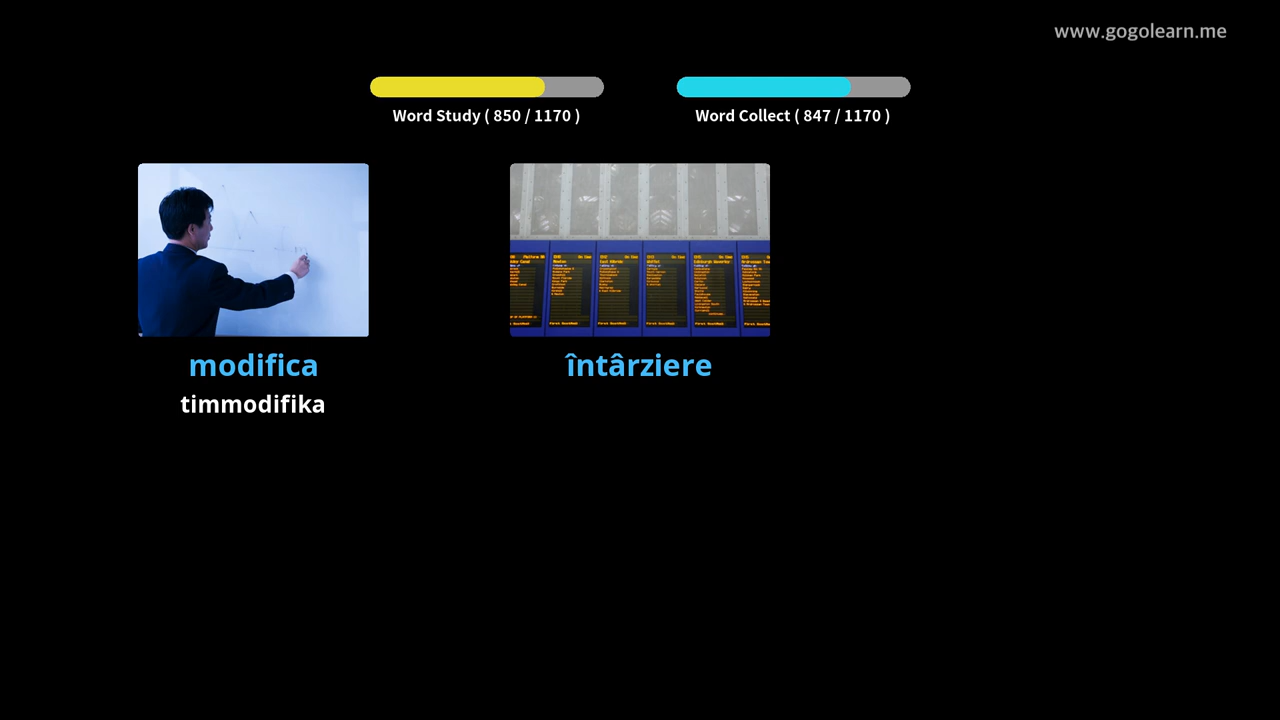 www.gogolearn.me
Word Study ( 850 / 1170 )
Word Collect ( 847 / 1170 )
modifica
întârziere
timmodifika